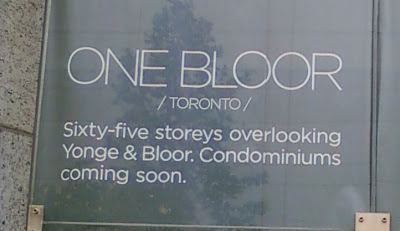 ONE BLOOR
/ TORONTO /
Sixty-five storeys overlooking
Yonge & Bloor. Condominiums
coming soon.